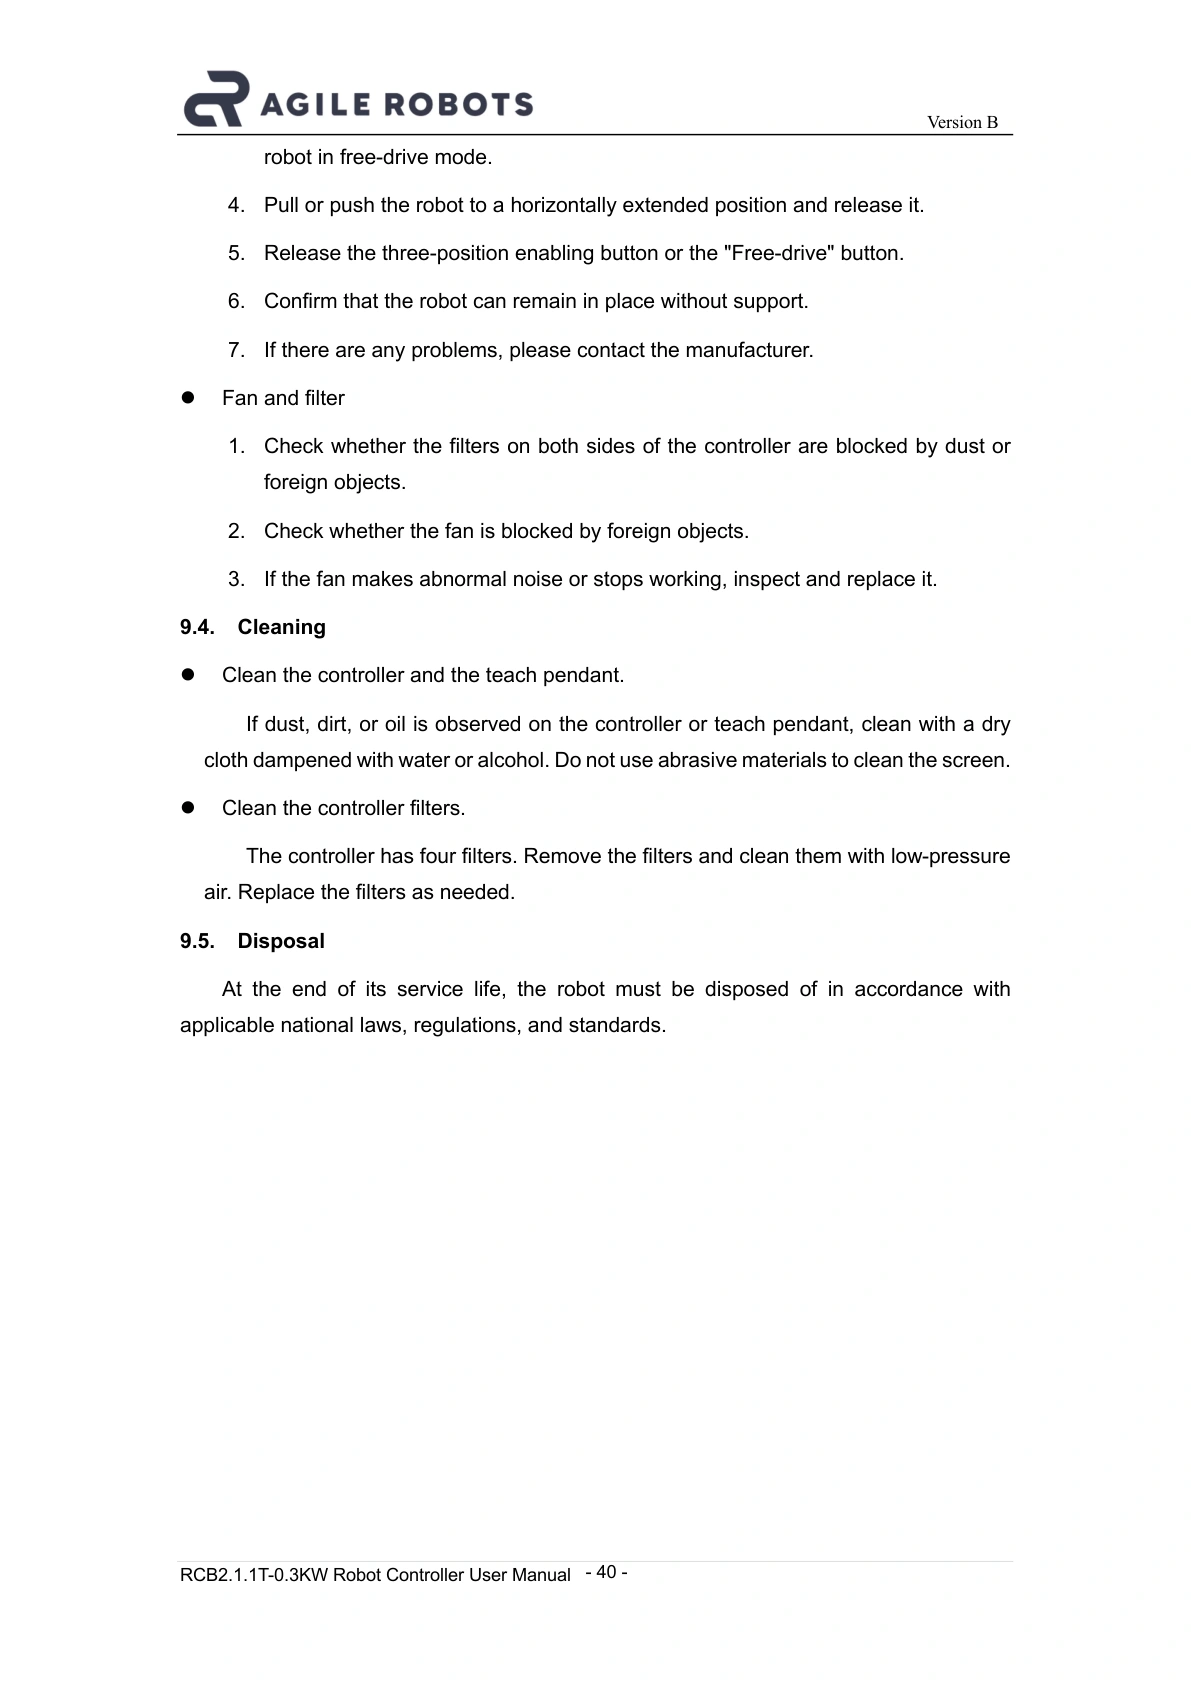 AGILE ROBOTS
Version B
robot in free-drive mode.
4. Pull or push the robot to a horizontally extended position and release it.
5. Release the three-position enabling button or the "Free-drive" button.
6. Confirm that the robot can remain in place without support.
7. If there are any problems, please contact the manufacturer.
● Fan and filter
1. Check whether the filters on both sides of the controller are blocked by dust or
foreign objects.
2. Check whether the fan is blocked by foreign objects.
3. If the fan makes abnormal noise or stops working, inspect and replace it.
9.4. Cleaning
● Clean the controller and the teach pendant.
If dust, dirt, or oil is observed on the controller or teach pendant, clean with a dry
cloth dampened with water or alcohol. Do not use abrasive materials to clean the screen.
● Clean the controller filters.
The controller has four filters. Remove the filters and clean them with low-pressure
air. Replace the filters as needed.
9.5. Disposal
At the end of its service life, the robot must be disposed of in accordance with
applicable national laws, regulations, and standards.
RCB2.1.1T-0.3KW Robot Controller User Manual - 40 -